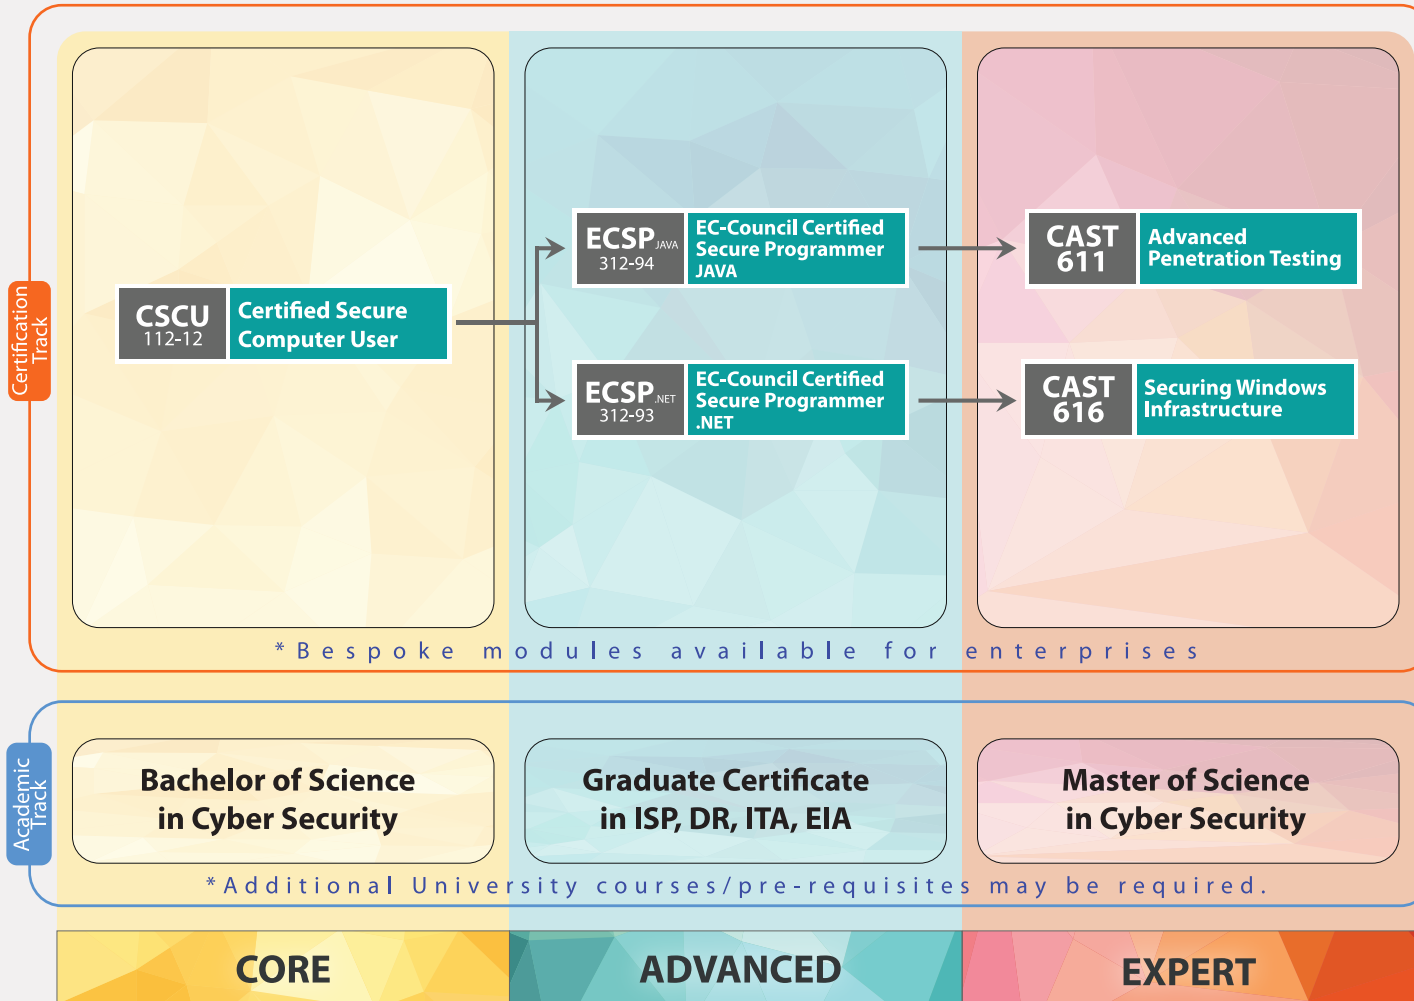 Certification
Track
CSCU
112-12
Certified Secure
Computer User
ECSP JAVA
312-94
EC-Council Certified
Secure Programmer
JAVA
ECSP .NET
312-93
EC-Council Certified
Secure Programmer
.NET
CAST
611
Advanced
Penetration Testing
CAST
616
Securing Windows
Infrastructure
*Bespoke modules available for enterprises
Academic
Track
Bachelor of Science
in Cyber Security
Graduate Certificate
in ISP, DR, ITA, EIA
Master of Science
in Cyber Security
*Additional University courses/pre-requisites may be required.
CORE
ADVANCED
EXPERT